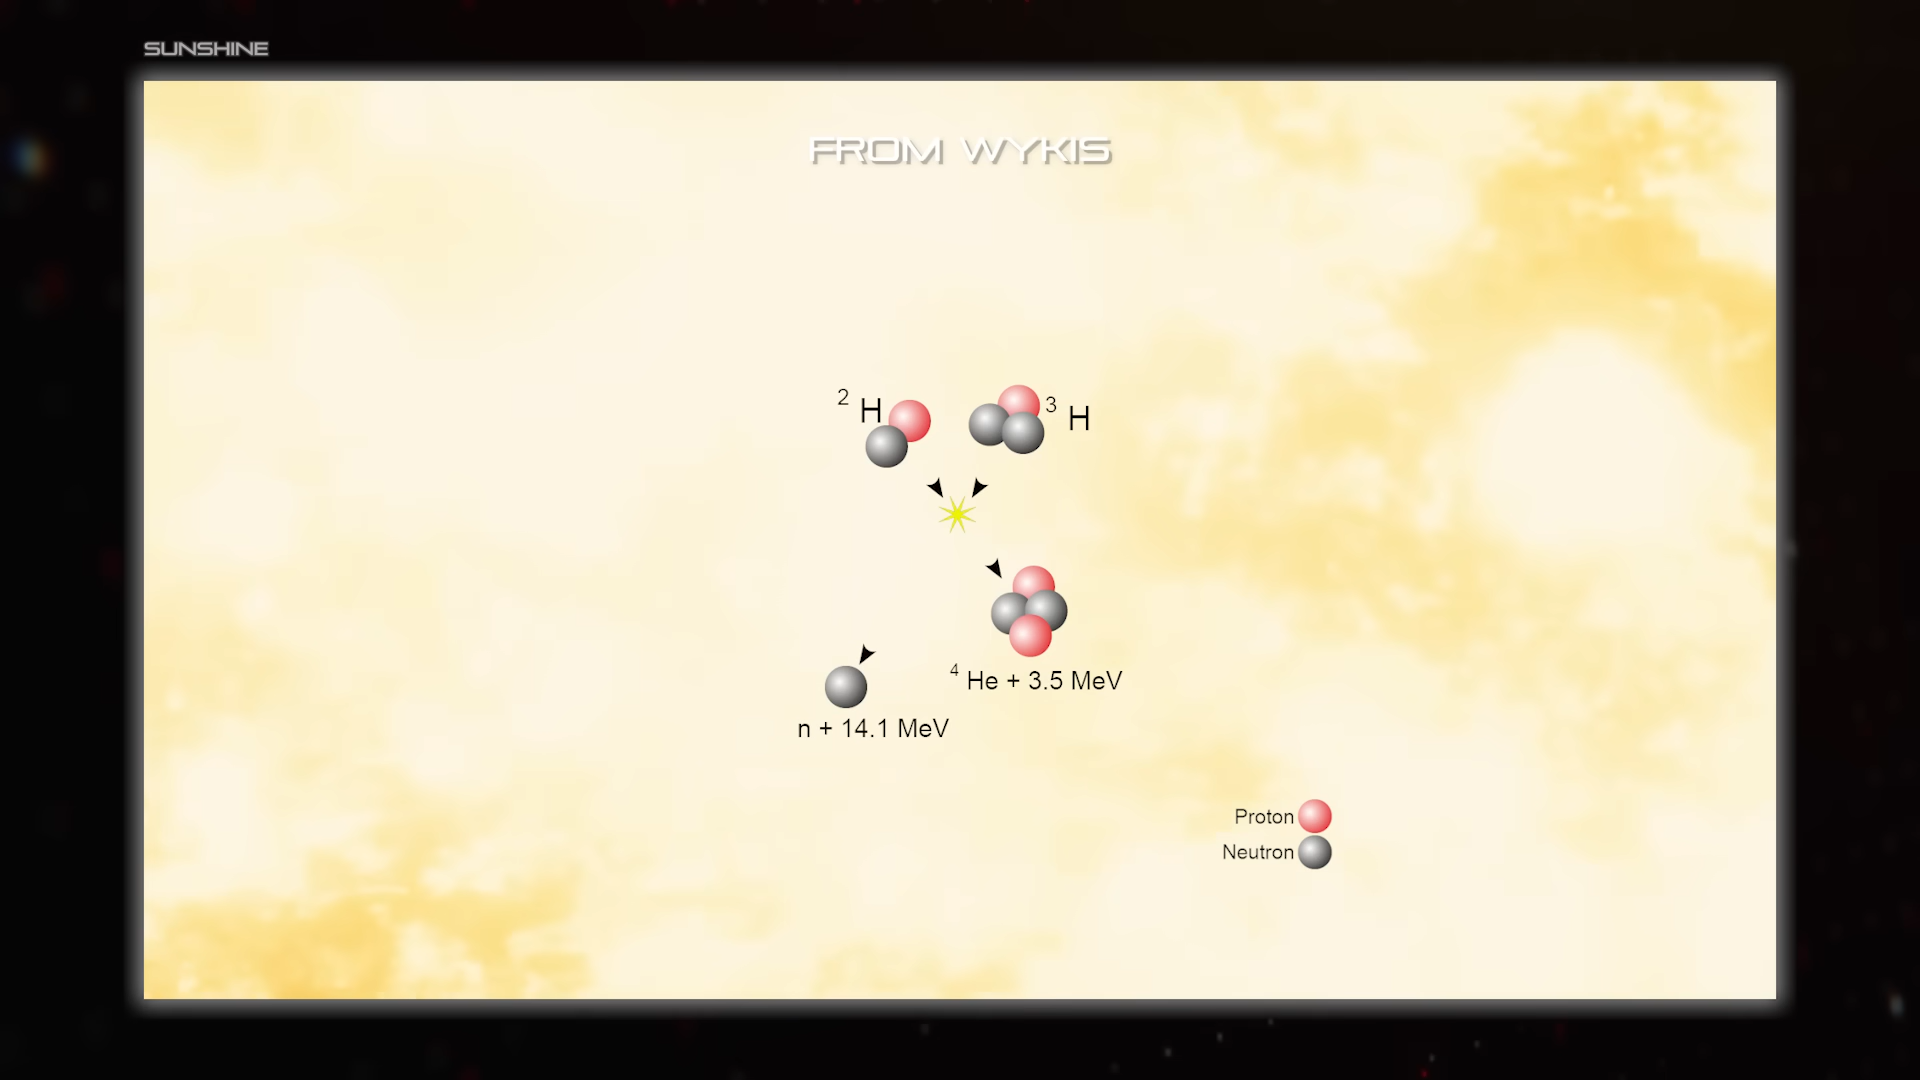 SUNSHINE
FROM WYKIS
2 H
3 H
4 He + 3.5 MeV
n + 14.1 MeV
Proton
Neutron